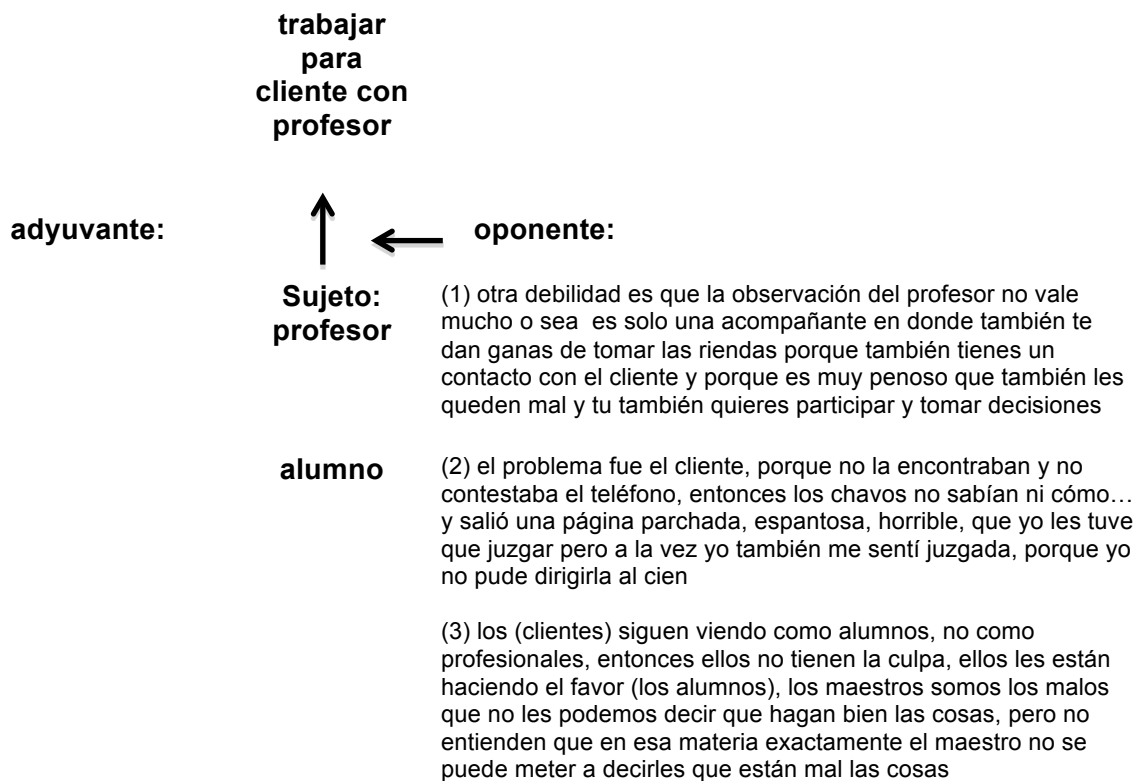 trabajar
para
cliente con
profesor
adyuvante:
oponente:
Sujeto:
profesor
(1) otra debilidad es que la observación del profesor no vale
mucho o sea  es solo una acompañante en donde también te
dan ganas de tomar las riendas porque también tienes un
contacto con el cliente y porque es muy penoso que también les
queden mal y tu también quieres participar y tomar decisiones
alumno
(2) el problema fue el cliente, porque no la encontraban y no
contestaba el teléfono, entonces los chavos no sabían ni cómo…
y salió una página parchada, espantosa, horrible, que yo les tuve
que juzgar pero a la vez yo también me sentí juzgada, porque yo
no pude dirigirla al cien
(3) los (clientes) siguen viendo como alumnos, no como
profesionales, entonces ellos no tienen la culpa, ellos les están
haciendo el favor (los alumnos), los maestros somos los malos
que no les podemos decir que hagan bien las cosas, pero no
entienden que en esa materia exactamente el maestro no se
puede meter a decirles que están mal las cosas